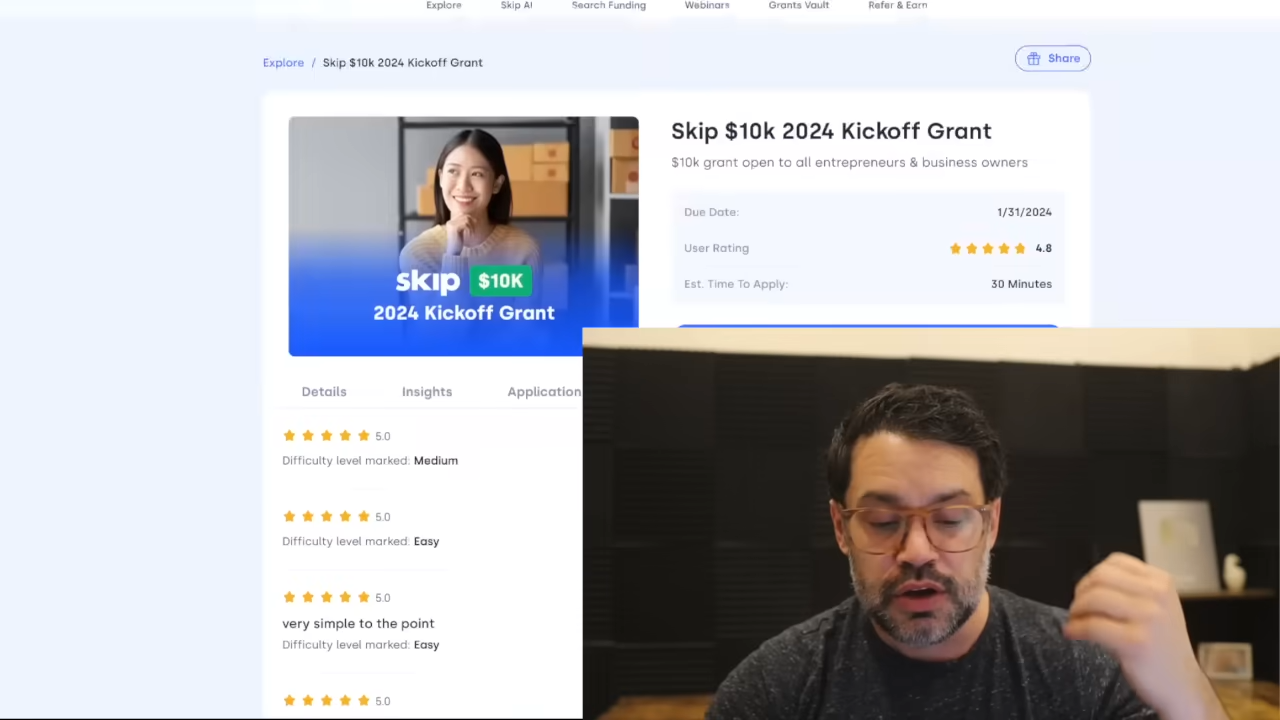 Explore Skip AI Search Funding Webinars Grants Vault Refer & Earn
Explore / Skip $10k 2024 Kickoff Grant
Share
skip $10K
2024 Kickoff Grant
Skip $10k 2024 Kickoff Grant
$10k grant open to all entrepreneurs & business owners
Due Date: 1/31/2024
User Rating 4.8
Est. Time To Apply: 30 Minutes
Details Insights Application
5.0
Difficulty level marked: Medium
5.0
Difficulty level marked: Easy
5.0
very simple to the point
Difficulty level marked: Easy
5.0